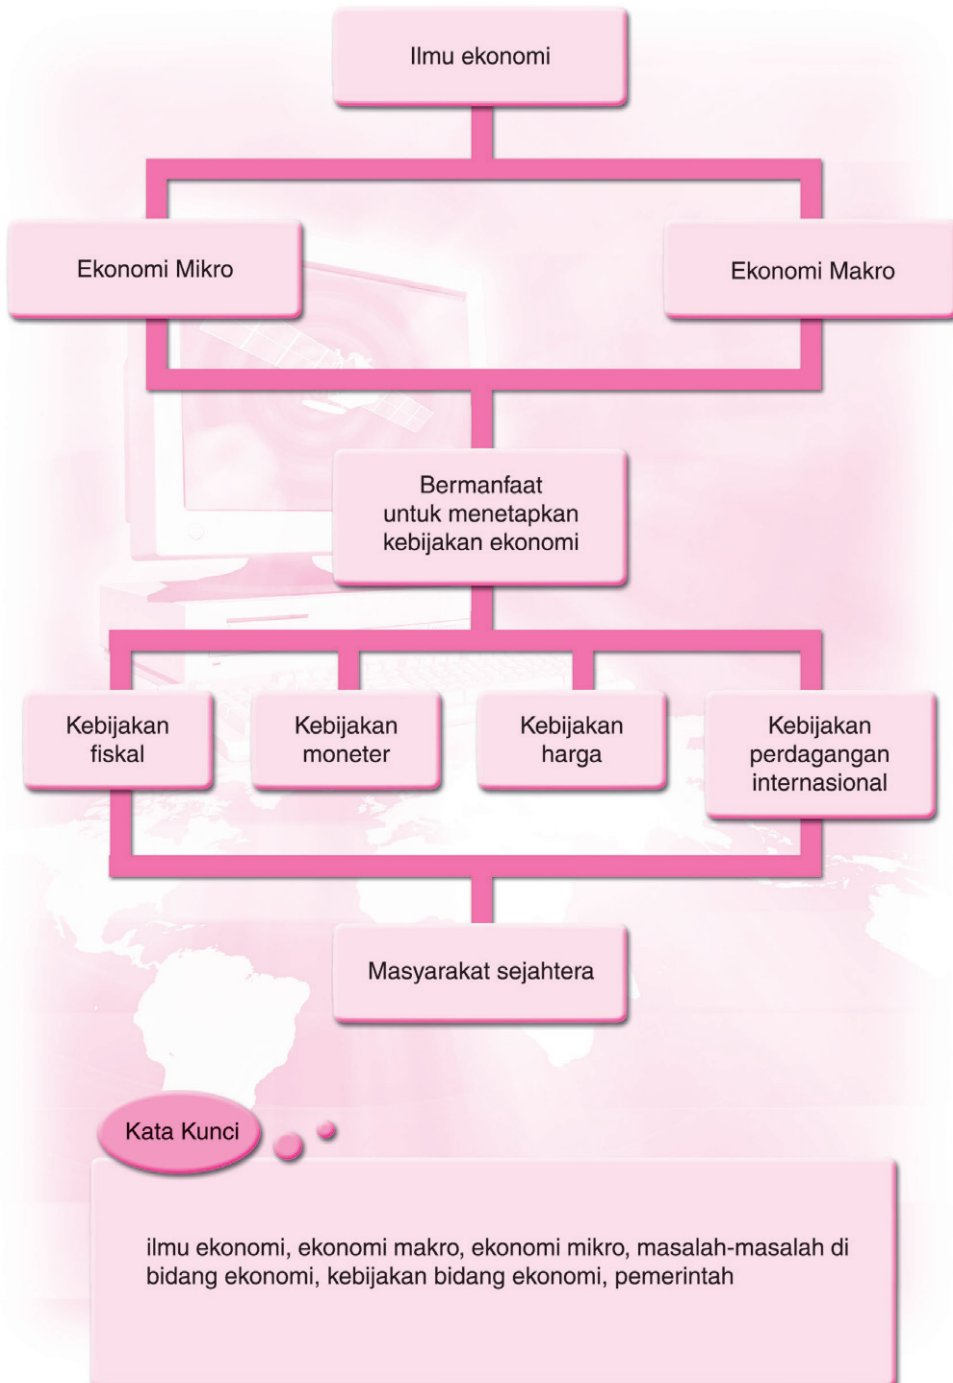 Ilmu ekonomi
Ekonomi Mikro
Ekonomi Makro
Bermanfaat
untuk menetapkan
kebijakan ekonomi
Kebijakan
fiskal
Kebijakan
moneter
Kebijakan
harga
Kebijakan
perdagangan
internasional
Masyarakat sejahtera
Kata Kunci
ilmu ekonomi, ekonomi makro, ekonomi mikro, masalah-masalah di
bidang ekonomi, kebijakan bidang ekonomi, pemerintah